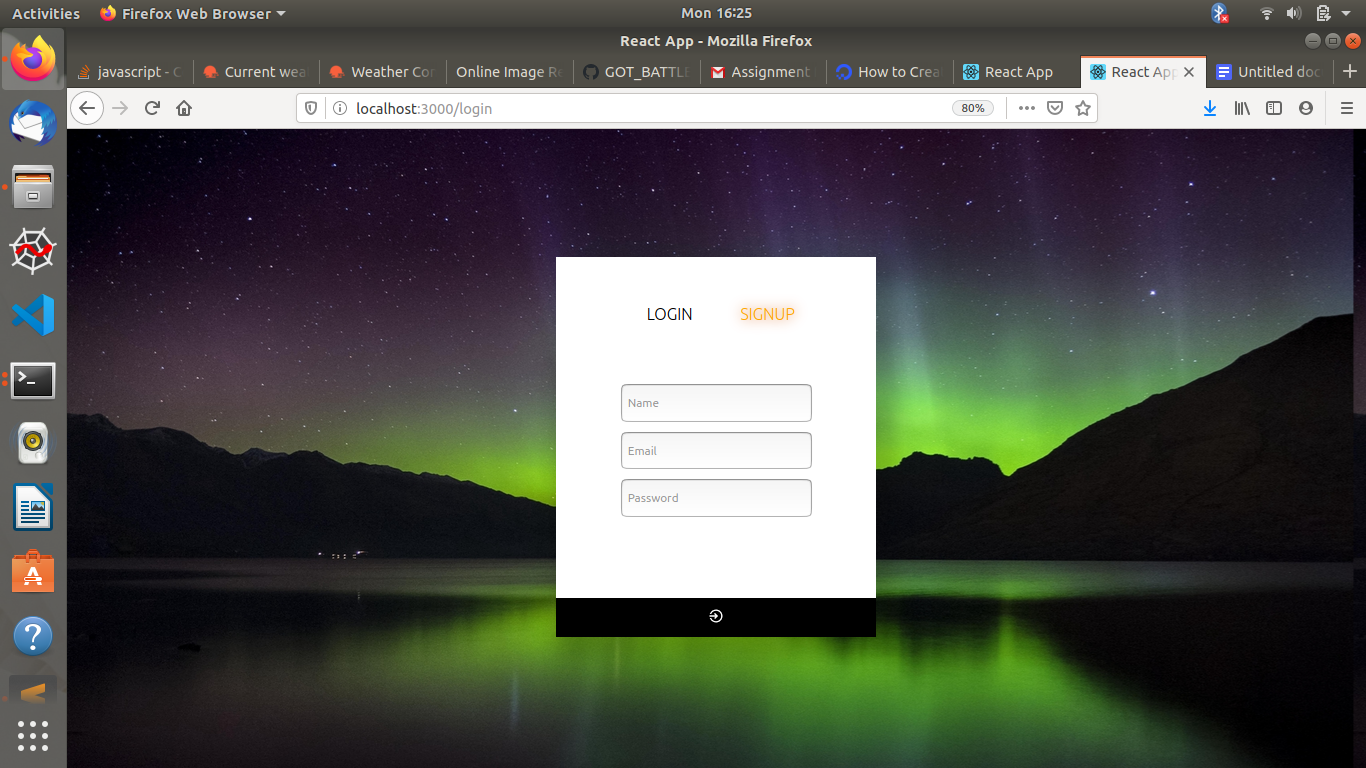 Activities Firefox Web Browser Mon 16:25
React App - Mozilla Firefox
javascript - C Current wea Weather Cor Online Image Re GOT_BATTLE Assignment How to Crea React App React App Untitled doc
localhost:3000/login 80%
LOGIN SIGNUP
Name
Email
Password